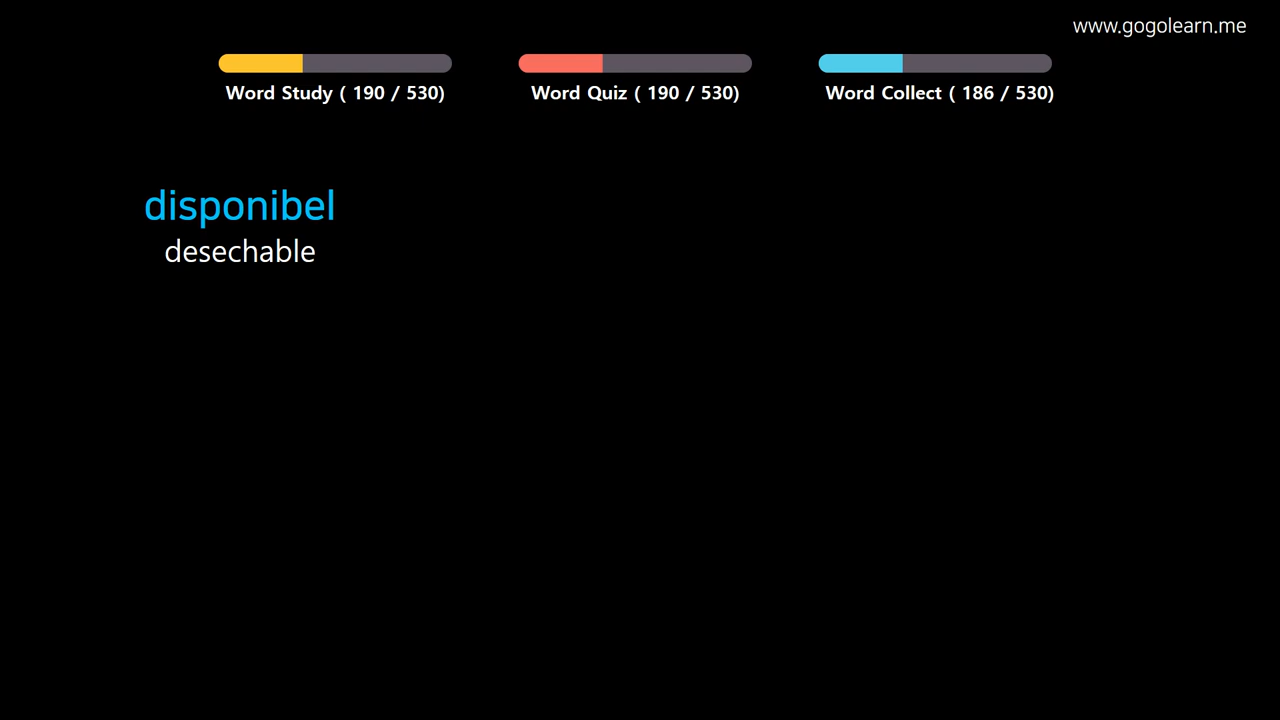 www.gogolearn.me
Word Study ( 190 / 530)
Word Quiz ( 190 / 530)
Word Collect ( 186 / 530)
disponibel
desechable